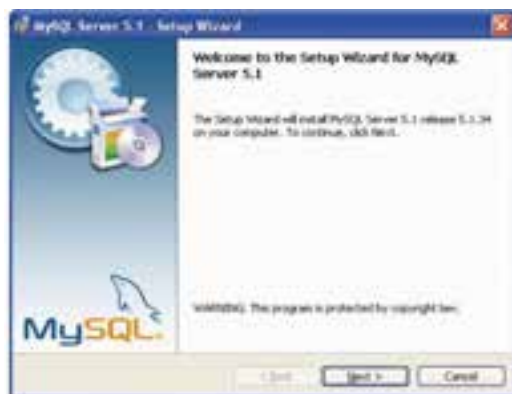 MySQL Server 5.1 - Setup Wizard
Welcome to the Setup Wizard for MySQL
Server 5.1
The Setup Wizard will install MySQL Server 5.1 release 5.1.34
on your computer. To continue, click Next.
WARNING: This program is protected by copyright law.
MySQL.
< Back
Next >
Cancel